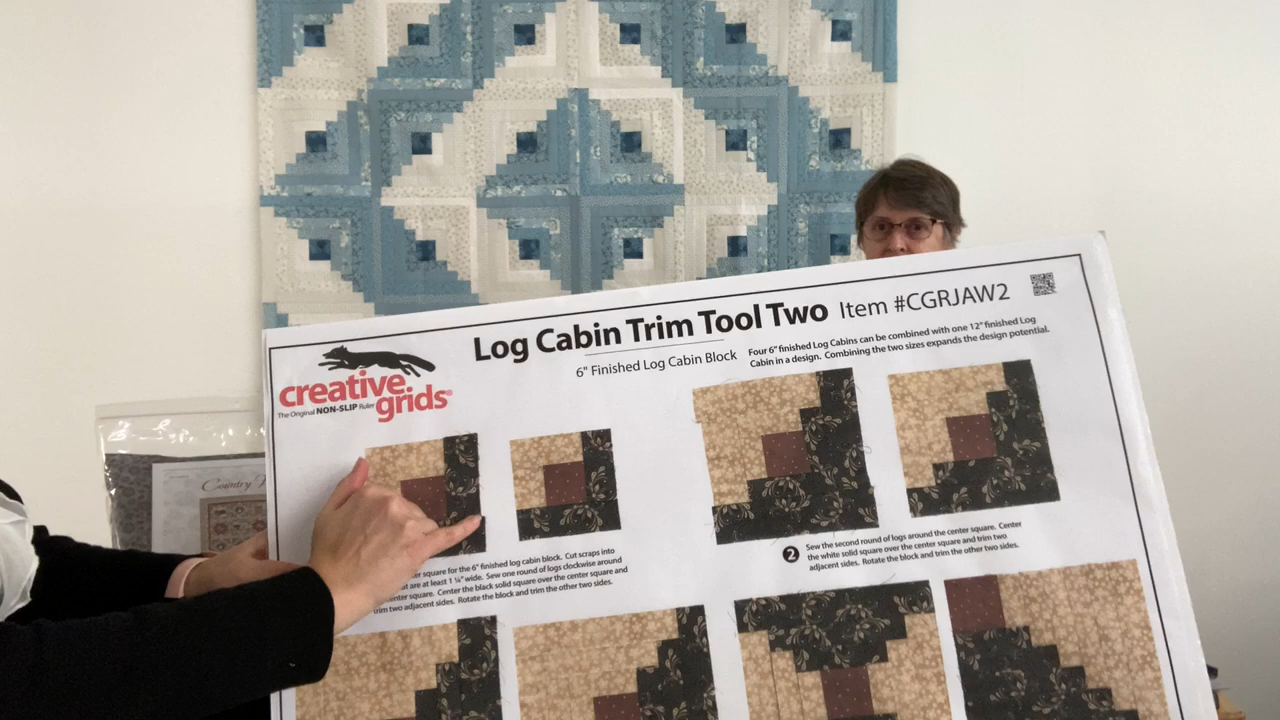 Log Cabin Trim Tool Two Item #CGRJAW2
6" Finished Log Cabin Block
Four 6" finished Log Cabins can be combined with one 12" finished Log
Cabin in a design. Combining the two sizes expands the design potential.
creative
grids®
The Original NON-SLIP Ruler
Country
square for the 6" finished log cabin block. Cut scraps into
are at least 1 ¼" wide. Sew one round of logs clockwise around
center square. Center the black solid square over the center square and
trim two adjacent sides. Rotate the block and trim the other two sides.
2 Sew the second round of logs around the center square. Center
the white solid square over the center square and trim two
adjacent sides. Rotate the block and trim the other two sides.